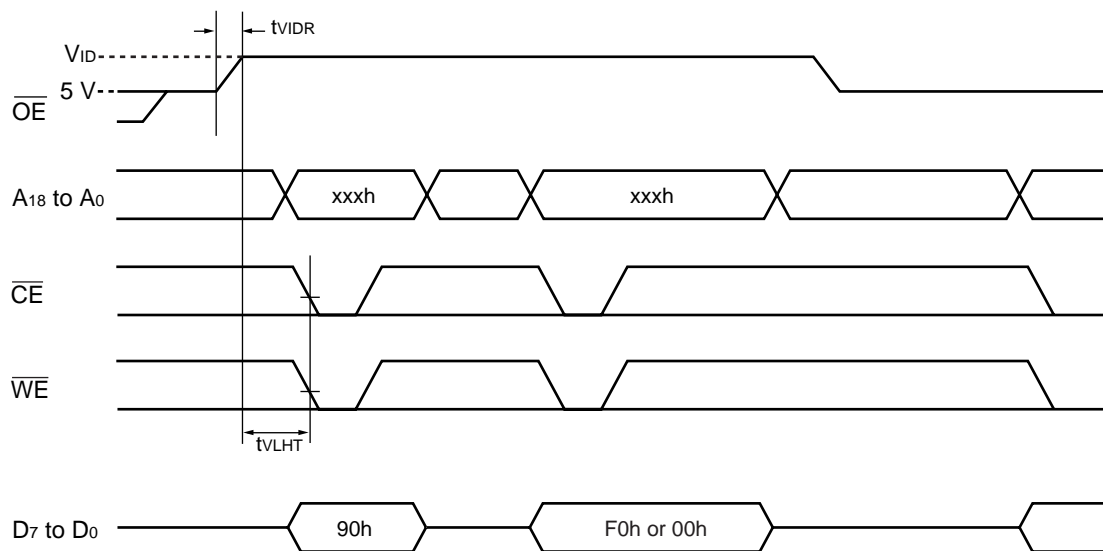 tVIDR
VID
5 V
OE
A18 to A0
xxxh
xxxh
CE
WE
tVLHT
D7 to D0
90h
F0h or 00h